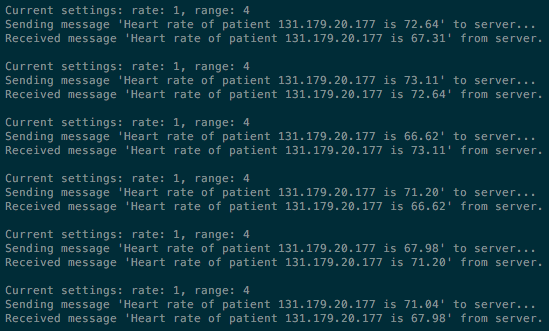 Current settings: rate: 1, range: 4
Sending message 'Heart rate of patient 131.179.20.177 is 72.64' to server...
Received message 'Heart rate of patient 131.179.20.177 is 67.31' from server.
Current settings: rate: 1, range: 4
Sending message 'Heart rate of patient 131.179.20.177 is 73.11' to server...
Received message 'Heart rate of patient 131.179.20.177 is 72.64' from server.
Current settings: rate: 1, range: 4
Sending message 'Heart rate of patient 131.179.20.177 is 66.62' to server...
Received message 'Heart rate of patient 131.179.20.177 is 73.11' from server.
Current settings: rate: 1, range: 4
Sending message 'Heart rate of patient 131.179.20.177 is 71.20' to server...
Received message 'Heart rate of patient 131.179.20.177 is 66.62' from server.
Current settings: rate: 1, range: 4
Sending message 'Heart rate of patient 131.179.20.177 is 67.98' to server...
Received message 'Heart rate of patient 131.179.20.177 is 71.20' from server.
Current settings: rate: 1, range: 4
Sending message 'Heart rate of patient 131.179.20.177 is 71.04' to server...
Received message 'Heart rate of patient 131.179.20.177 is 67.98' from server.